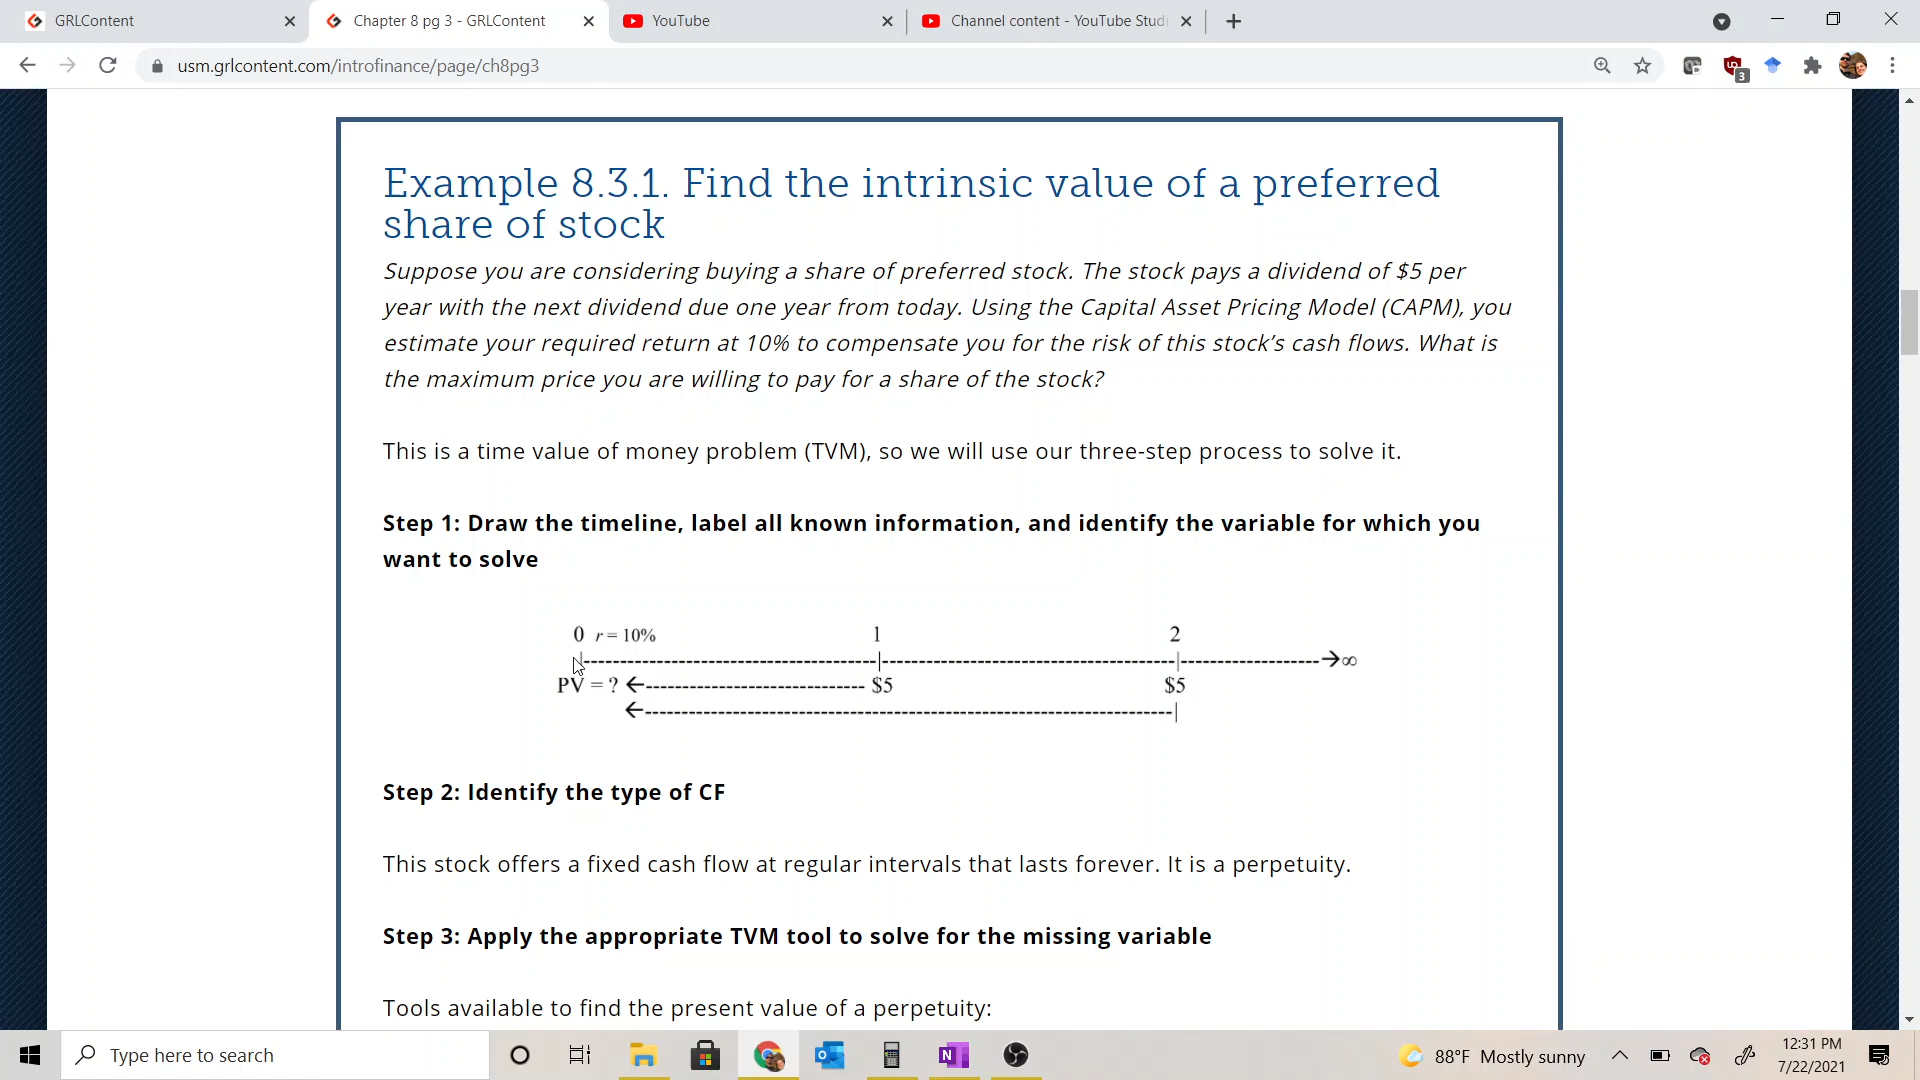 GRLContent
Chapter 8 pg 3 - GRLContent
YouTube
Channel content - YouTube Studi
usm.grlcontent.com/introfinance/page/ch8pg3
3
Example 8.3.1. Find the intrinsic value of a preferred
share of stock
Suppose you are considering buying a share of preferred stock. The stock pays a dividend of $5 per
year with the next dividend due one year from today. Using the Capital Asset Pricing Model (CAPM), you
estimate your required return at 10% to compensate you for the risk of this stock's cash flows. What is
the maximum price you are willing to pay for a share of the stock?
This is a time value of money problem (TVM), so we will use our three-step process to solve it.
Step 1: Draw the timeline, label all known information, and identify the variable for which you
want to solve
0 r = 10% 1 2
|--------------------------------------|--------------------------------------|------------------→∞
PV = ? ←---------------------------- $5 $5
←--------------------------------------------------------------------|
Step 2: Identify the type of CF
This stock offers a fixed cash flow at regular intervals that lasts forever. It is a perpetuity.
Step 3: Apply the appropriate TVM tool to solve for the missing variable
Tools available to find the present value of a perpetuity:
Type here to search
88°F Mostly sunny
12:31 PM
7/22/2021